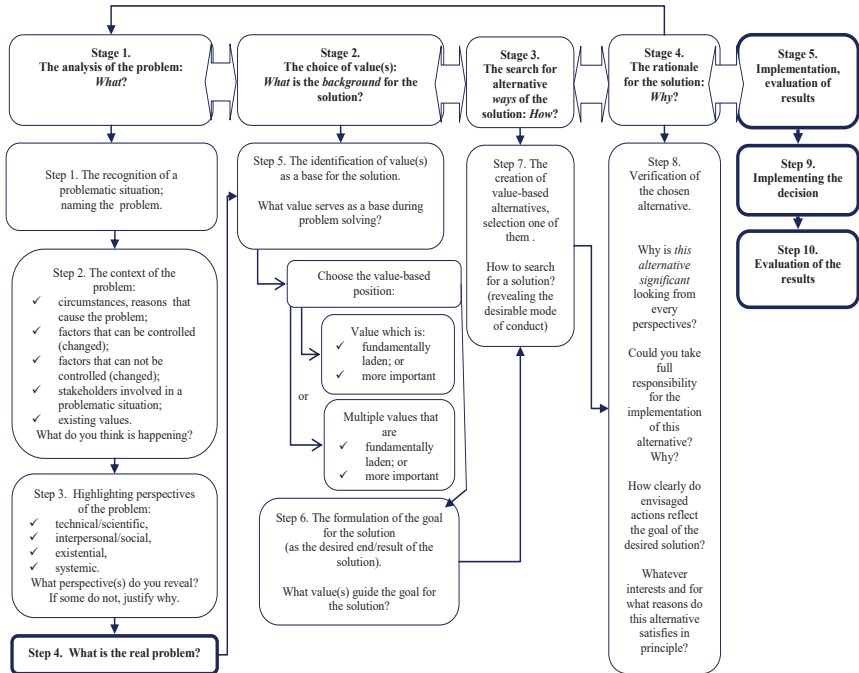 Stage 1.
The analysis of the problem:
What?
Stage 2.
The choice of value(s):
What is the background for the
solution?
Stage 3.
The search for
alternative
ways of the
solution: How?
Stage 4.
The rationale
for the solution:
Why?
Stage 5.
Implementation,
evaluation of
results
Step 1. The recognition of a
problematic situation;
naming the problem.
Step 2. The context of the
problem:
✓ circumstances, reasons that
cause the problem;
✓ factors that can be controlled
(changed);
✓ factors that can not be
controlled (changed);
✓ stakeholders involved in a
problematic situation;
✓ existing values.
What do you think is happening?
Step 3. Highlighting perspectives
of the problem:
✓ technical/scientific,
✓ interpersonal/social,
✓ existential,
✓ systemic.
What perspective(s) do you reveal?
If some do not, justify why.
Step 4. What is the real problem?
Step 5. The identification of value(s)
as a base for the solution.
What value serves as a base during
problem solving?
Choose the value-based
position:
Value which is:
✓ fundamentally
laden; or
✓ more important
or
Multiple values that
are
✓ fundamentally
laden; or
✓ more important
Step 6. The formulation of the goal
for the solution
(as the desired end/result of the
solution).
What value(s) guide the goal for
the solution?
Step 7. The
creation of
value-based
alternatives,
selection one of
them .
How to search
for a solution?
(revealing the
desirable mode
of conduct)
Step 8.
Verification of
the chosen
alternative.
Why is this
alternative
significant
looking from
every
perspectives?
Could you take
full
responsibility
for the
implementation
of this
alternative?
Why?
How clearly do
envisaged
actions reflect
the goal of the
desired solution?
Whatever
interests and for
what reasons do
this alternative
satisfies in
principle?
Step 9.
Implementing the
decision
Step 10.
Evaluation of the
results